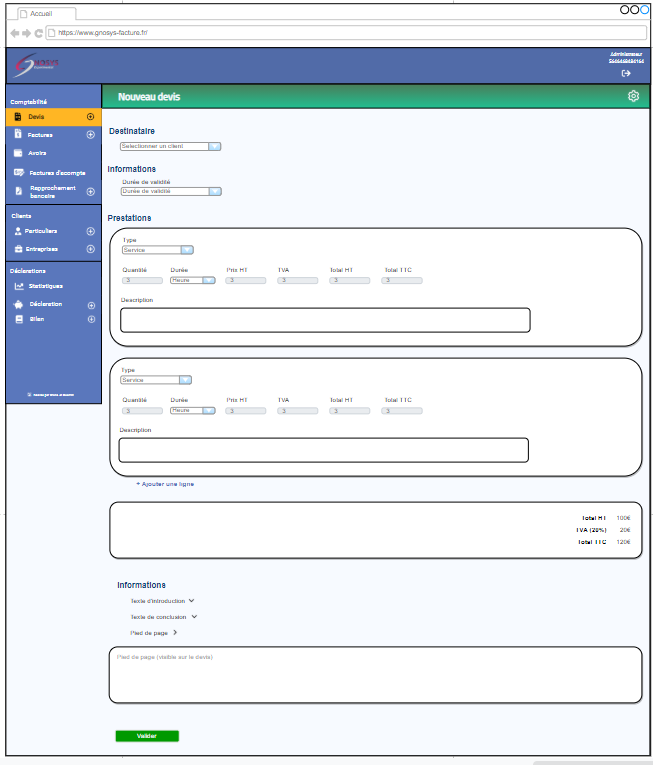 Accueil
https://www.gnosys-facture.fr/
GNOSYS
Administrateur
Nouveau devis
Comptabilité
Devis
Factures
Avoirs
Factures d'acompte
Rapprochement
bancaire
Clients
Particuliers
Entreprises
Déclarations
Statistiques
Déclaration
Bilan
Destinataire
Selectionner un client
Informations
Durée de validité
Durée de validité
Prestations
Type
Service
Quantité Durée Prix HT TVA Total HT Total TTC
3 Heure 3 3 3 3
Description
Type
Service
Quantité Durée Prix HT TVA Total HT Total TTC
3 Heure 3 3 3 3
Description
+ Ajouter une ligne
Total HT 100€
TVA (20%) 20€
Total TTC 120€
Informations
Texte d'introduction
Texte de conclusion
Pied de page
Pied de page (visible sur le devis)
Valider